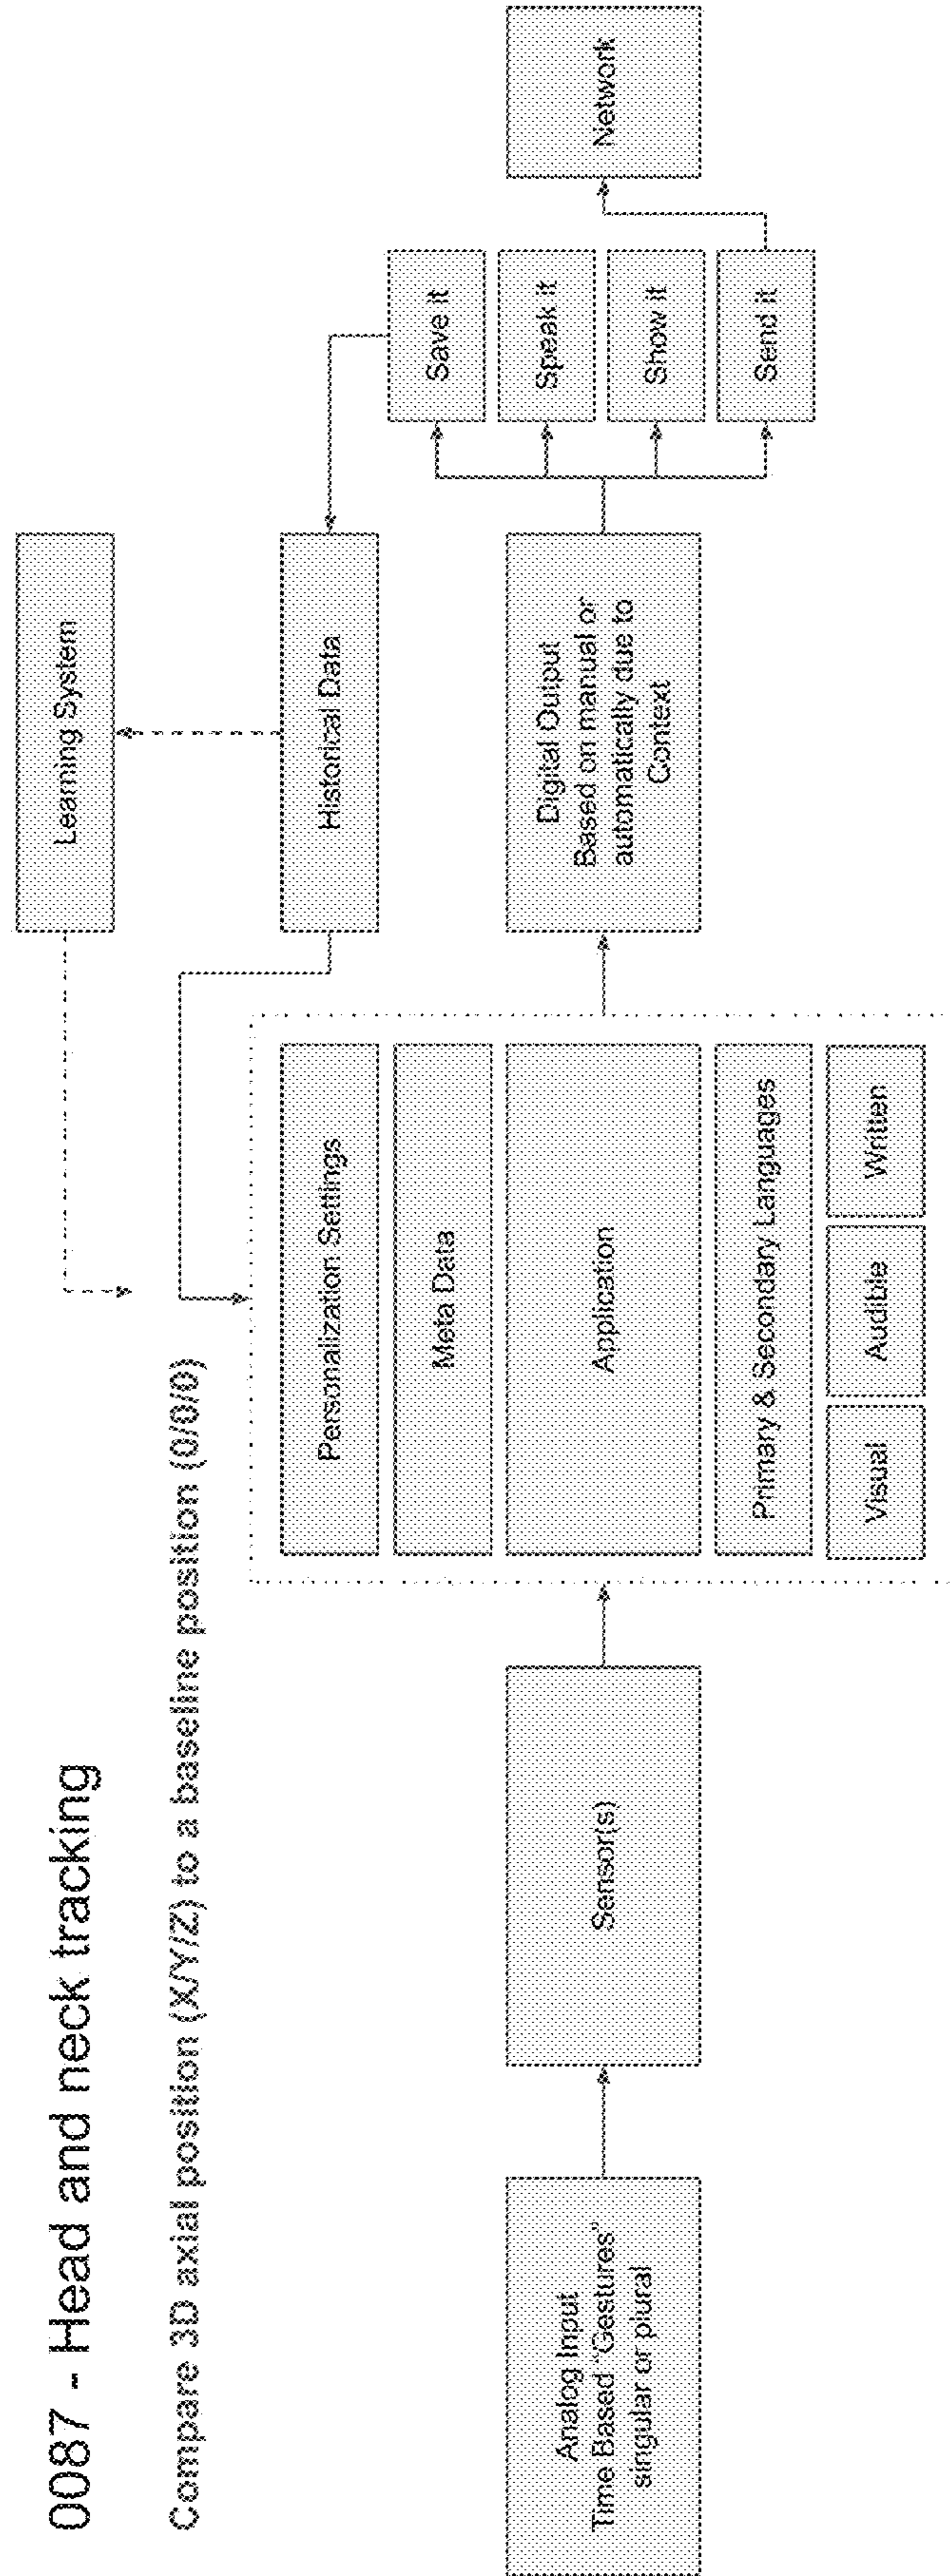 0087 - Head and neck tracking
Compare 3D axial position (X/Y/Z) to a baseline position (0/0/0)
Learning System
Historical Data
Analog Input
Time Based "Gestures"
singular or plural
Sensor(s)
Personalization Settings
Meta Data
Application
Primary & Secondary Languages
Visual
Audible
Written
Digital Output
Based on manual or
automatically due to
Context
Save it
Speak it
Show it
Send it
Network